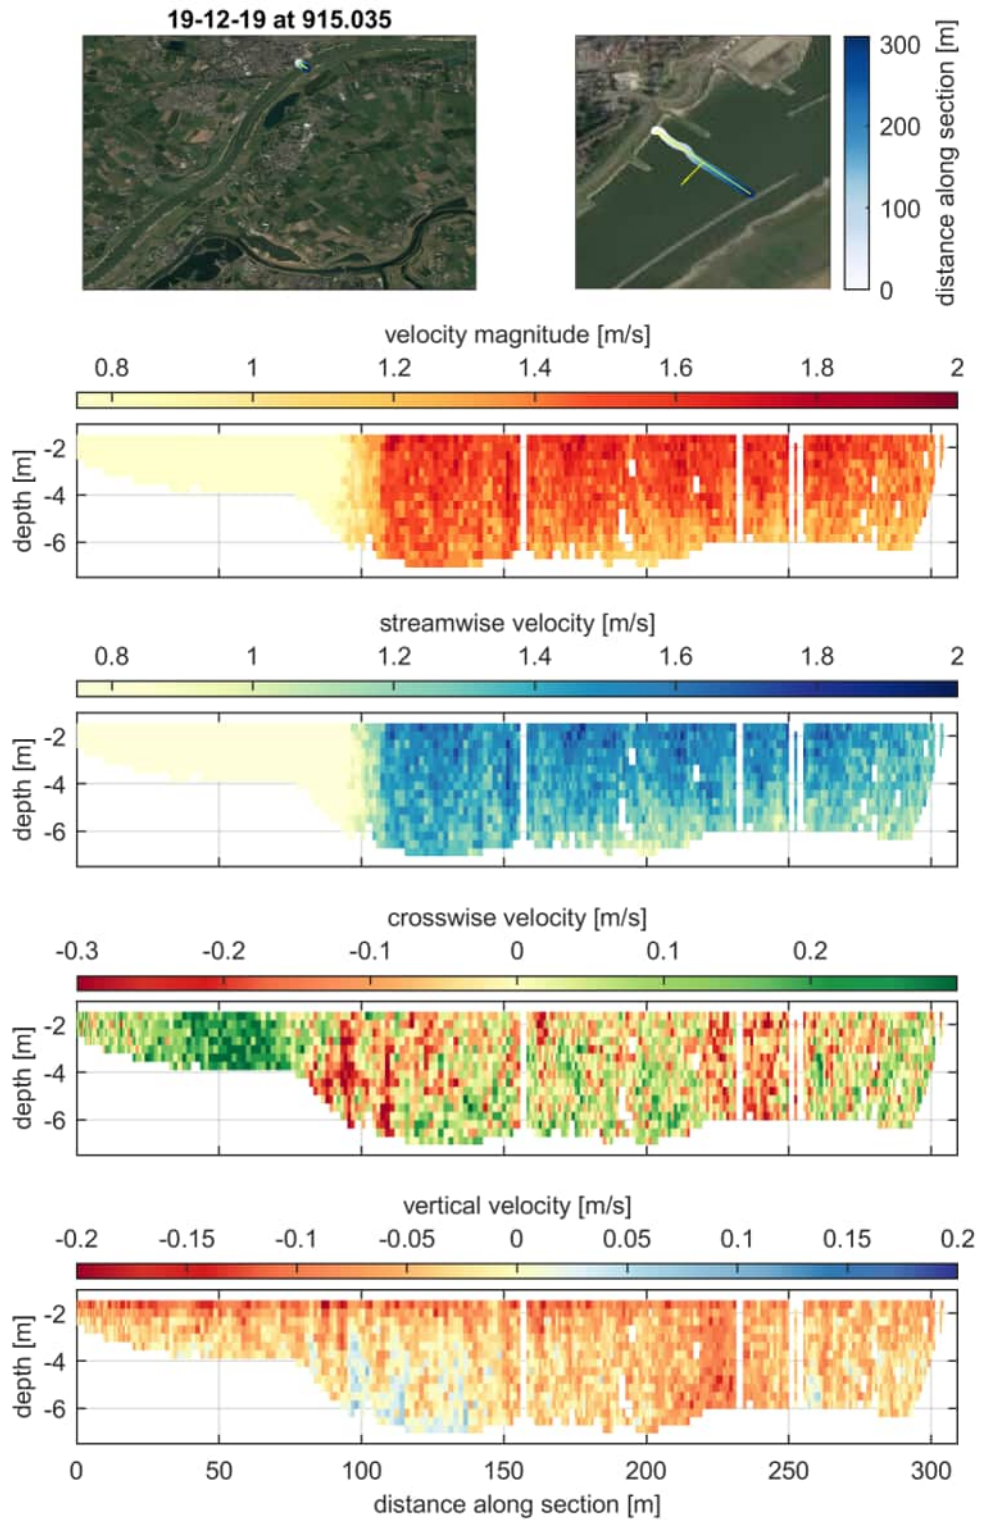 19-12-19 at 915.035
300
200
100
0
distance along section [m]
velocity magnitude [m/s]
0.8 1 1.2 1.4 1.6 1.8 2
-2
-4
-6
depth [m]
streamwise velocity [m/s]
0.8 1 1.2 1.4 1.6 1.8 2
-2
-4
-6
depth [m]
crosswise velocity [m/s]
-0.3 -0.2 -0.1 0 0.1 0.2
-2
-4
-6
depth [m]
vertical velocity [m/s]
-0.2 -0.15 -0.1 -0.05 0 0.05 0.1 0.15 0.2
-2
-4
-6
depth [m]
0 50 100 150 200 250 300
distance along section [m]